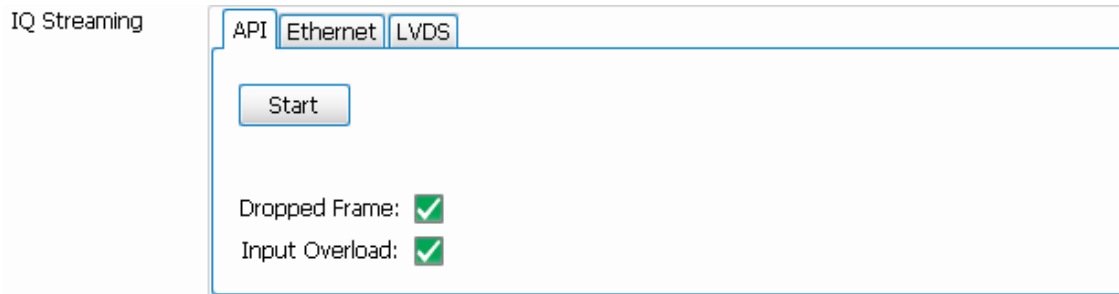 IQ Streaming
API Ethernet LVDS
Start
Dropped Frame:
Input Overload: